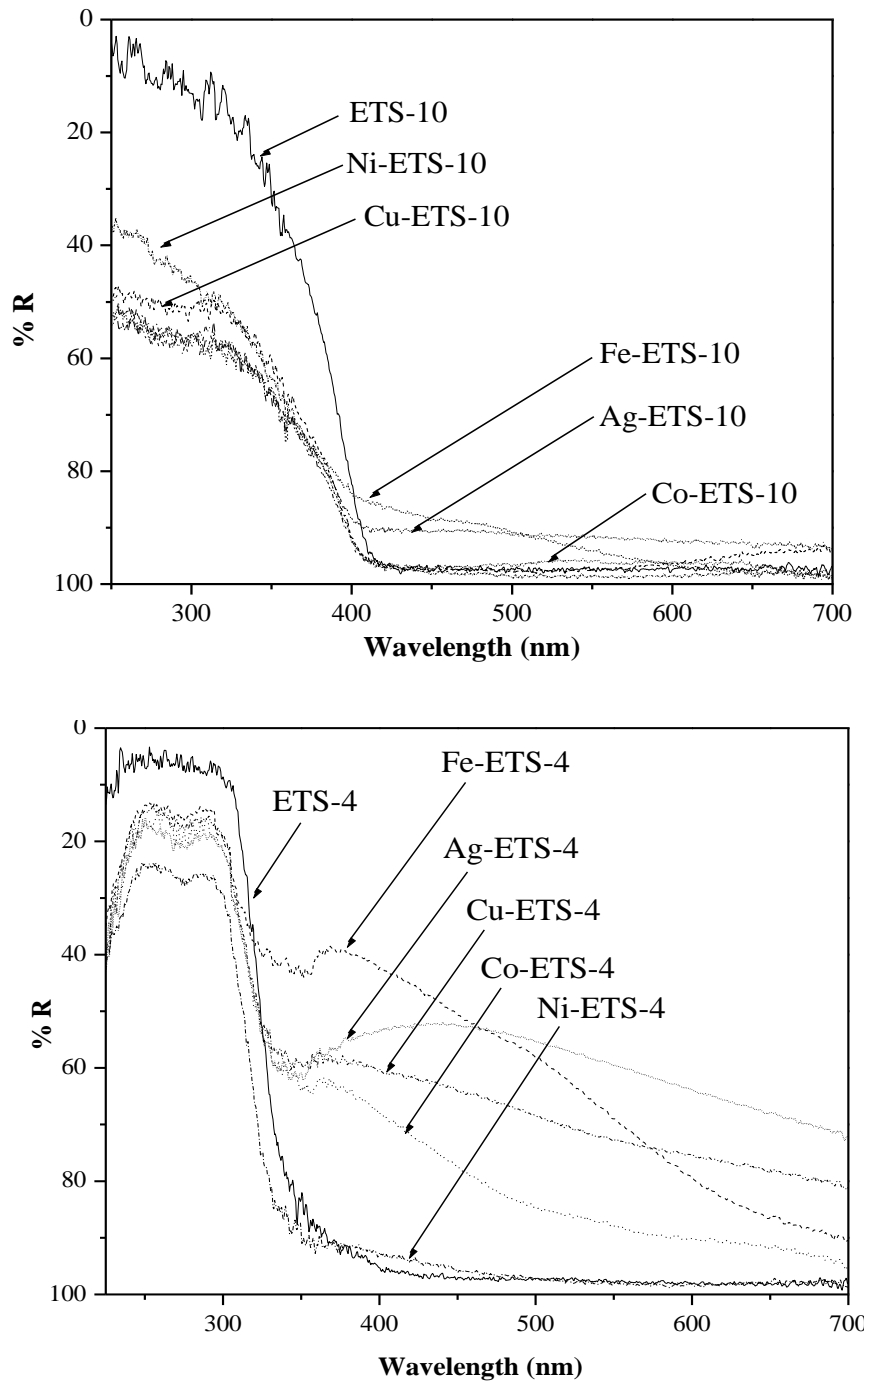 0
20
40
60
80
100
% R
ETS-10
Ni-ETS-10
Cu-ETS-10
Fe-ETS-10
Ag-ETS-10
Co-ETS-10
300
400
500
600
700
Wavelength (nm)
0
20
40
60
80
100
% R
Fe-ETS-4
ETS-4
Ag-ETS-4
Cu-ETS-4
Co-ETS-4
Ni-ETS-4
300
400
500
600
700
Wavelength (nm)